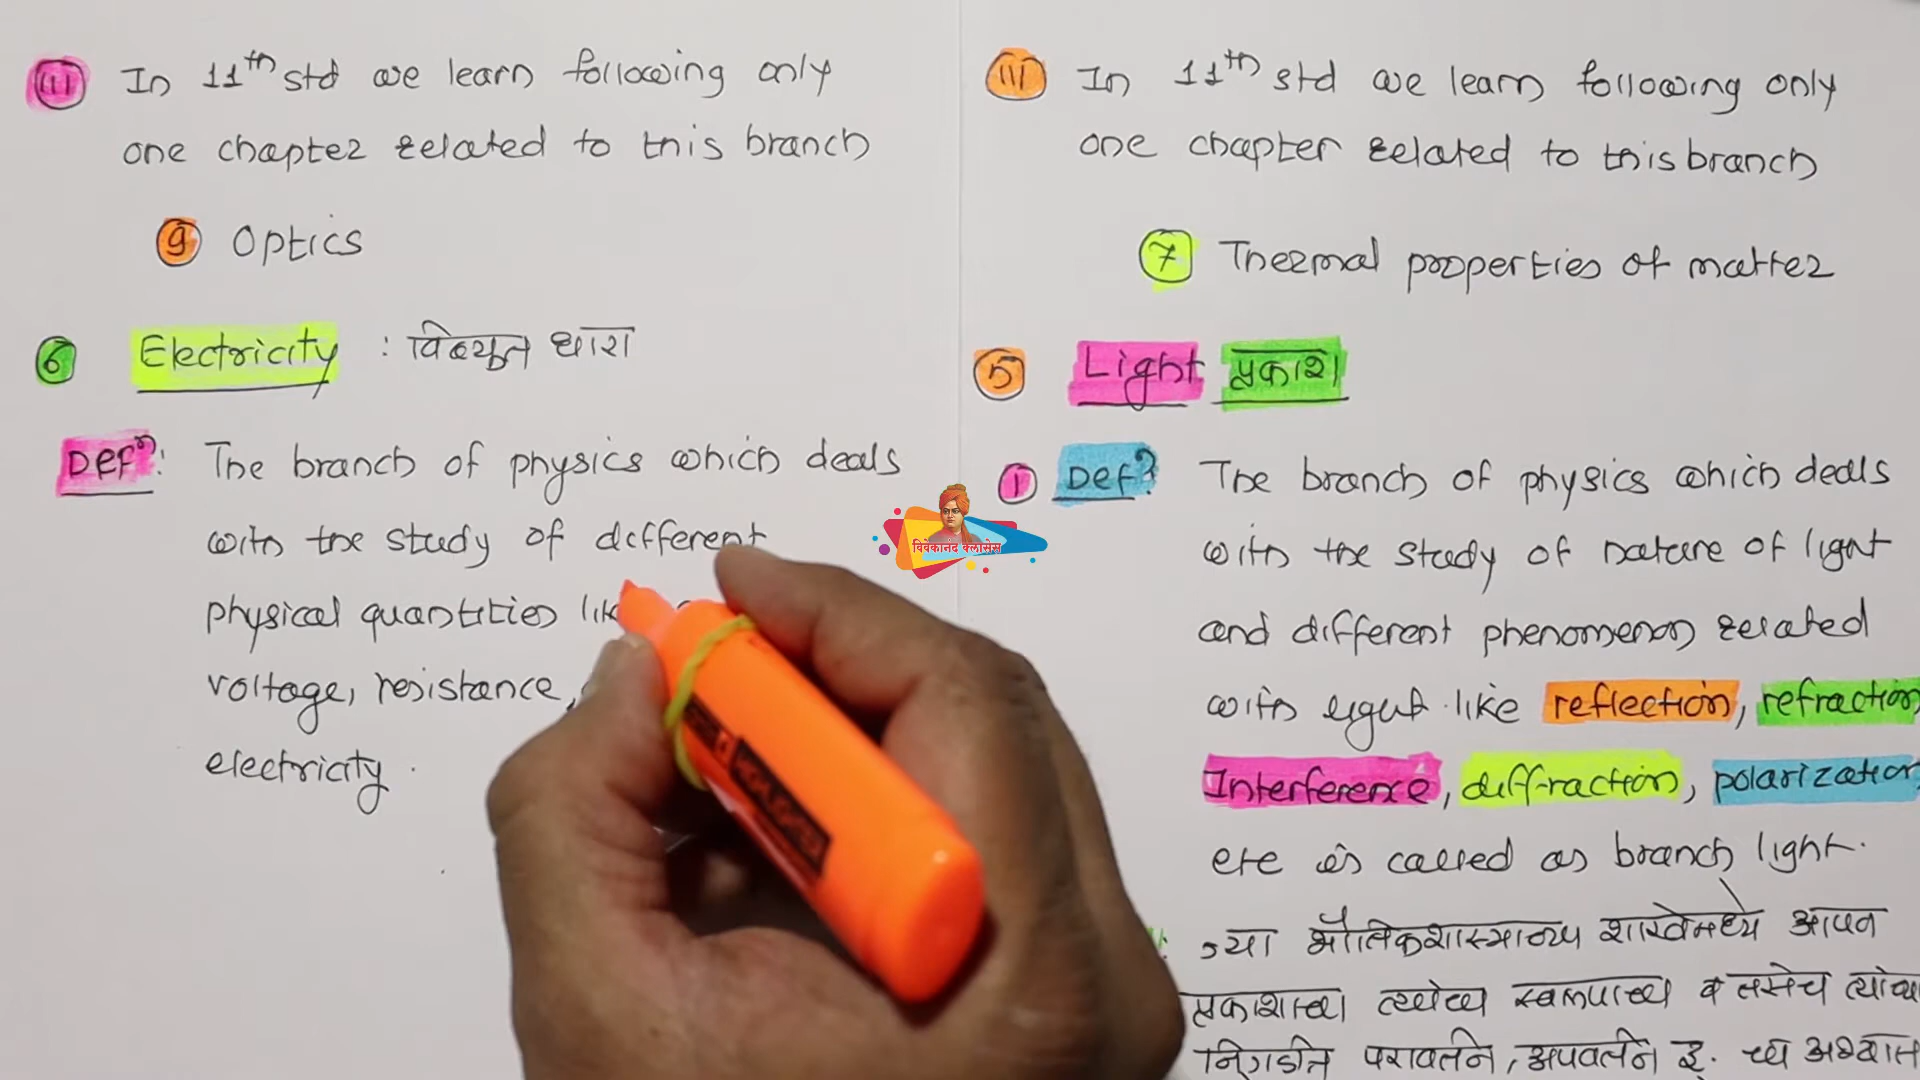 III In 11th std we learn following only
one chapter related to this branch
9 Optics
6 Electricity : विद्युत धारा
Defn: The branch of physics which deals
with the study of different
physical quantities
voltage, resistance,
electricity.
III In 11th std we learn following only
one chapter related to this branch
7 Thermal properties of matter
5 Light प्रकाश
1 Defn: The branch of physics which deals
with the study of nature of light
and different phenomenon related
with light like reflection, refraction,
Interference, diffraction, polarization,
etc is called as branch light.
ज्या भौतिकशास्त्राच्या शाखेमध्ये आपन
प्रकाशाच्या त्याच्या स्वरूपाच्या व तसेच
निगडीत परावर्तन, अपवर्तन इ. च्या अभ्यास
विवेकानंद क्लासेस